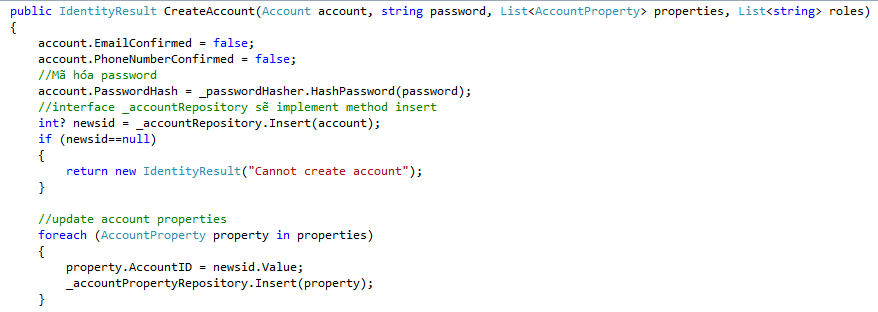 public IdentityResult CreateAccount(Account account, string password, List<AccountProperty> properties, List<string> roles)
{
    account.EmailConfirmed = false;
    account.PhoneNumberConfirmed = false;
    //Mã hóa password
    account.PasswordHash = _passwordHasher.HashPassword(password);
    //interface _accountRepository sẽ implement method insert
    int? newsid = _accountRepository.Insert(account);
    if (newsid==null)
    {
        return new IdentityResult("Cannot create account");
    }

    //update account properties
    foreach (AccountProperty property in properties)
    {
        property.AccountID = newsid.Value;
        _accountPropertyRepository.Insert(property);
    }